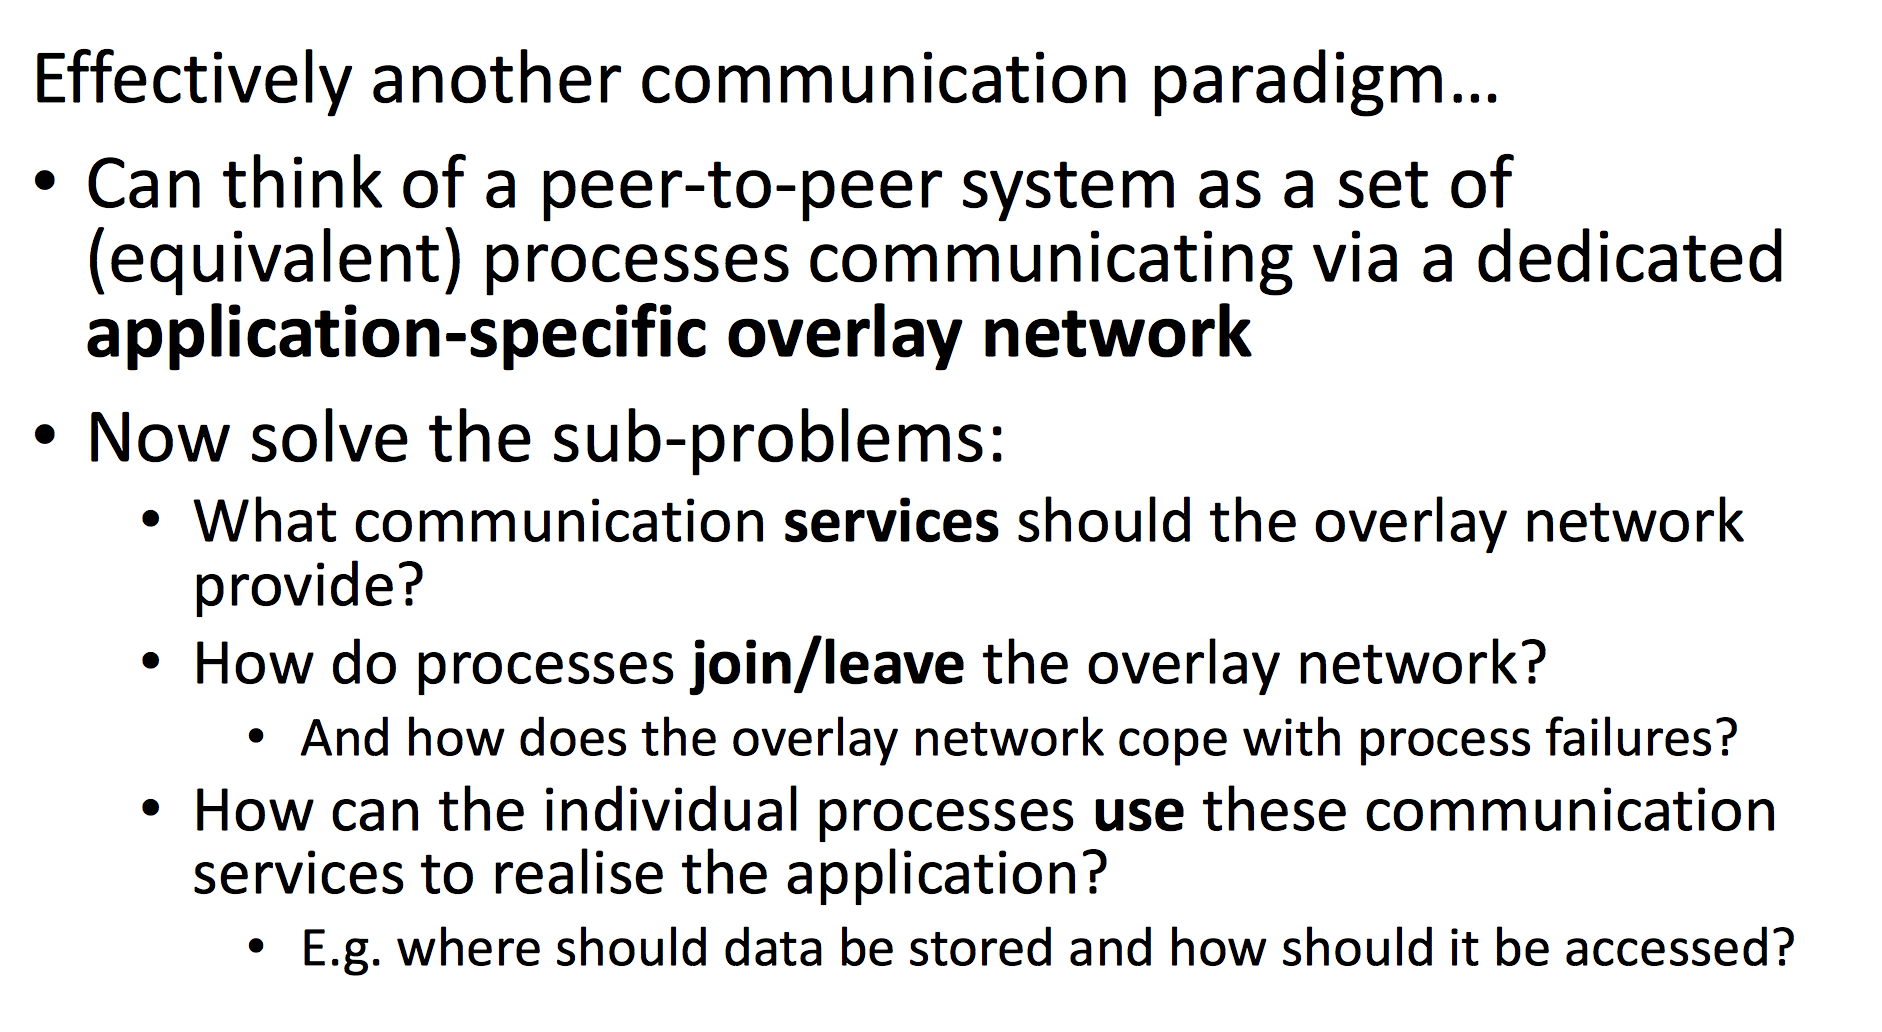 Effectively another communication paradigm...
• Can think of a peer-to-peer system as a set of
(equivalent) processes communicating via a dedicated
application-specific overlay network
• Now solve the sub-problems:
• What communication services should the overlay network
provide?
• How do processes join/leave the overlay network?
• And how does the overlay network cope with process failures?
• How can the individual processes use these communication
services to realise the application?
• E.g. where should data be stored and how should it be accessed?